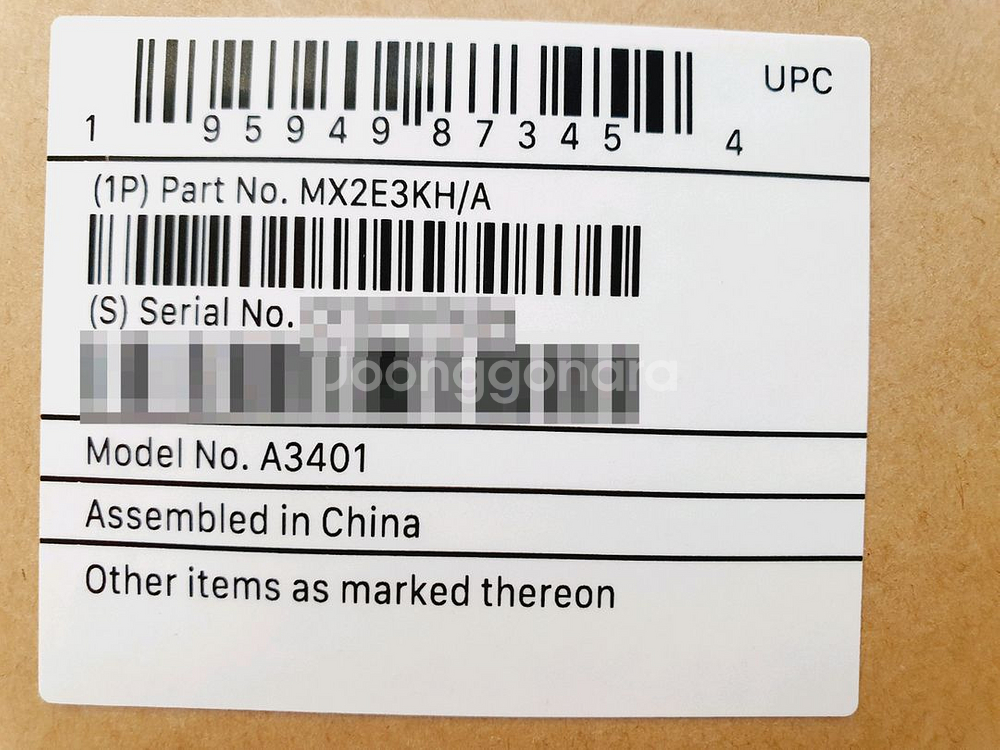 UPC
1 95949 87345 4
(1P) Part No. MX2E3KH/A
(S) Serial No.
Joonggonara
Model No. A3401
Assembled in China
Other items as marked thereon